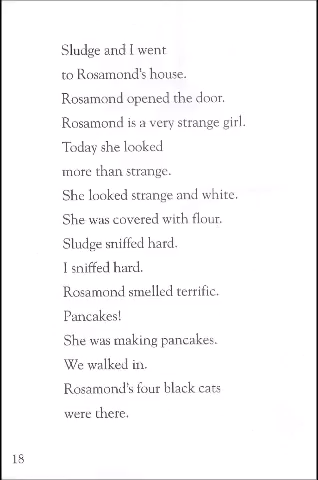 Sludge and I went
to Rosamond's house.
Rosamond opened the door.
Rosamond is a very strange girl.
Today she looked
more than strange.
She looked strange and white.
She was covered with flour.
Sludge sniffed hard.
I sniffed hard.
Rosamond smelled terrific.
Pancakes!
She was making pancakes.
We walked in.
Rosamond's four black cats
were there.
18